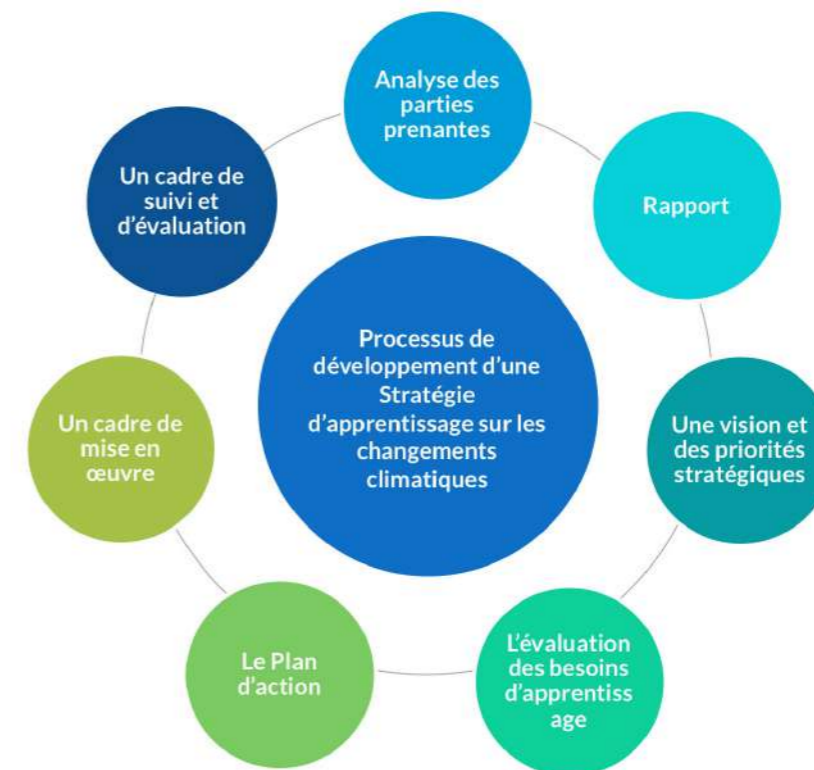 Analyse des
parties
prenantes
Rapport
Une vision et
des priorités
stratégiques
L'évaluation
des besoins
d'apprentiss
age
Le Plan
d'action
Un cadre de
mise en
œuvre
Un cadre de
suivi et
d'évaluation
Processus de
développement d'une
Stratégie
d'apprentissage sur les
changements
climatiques